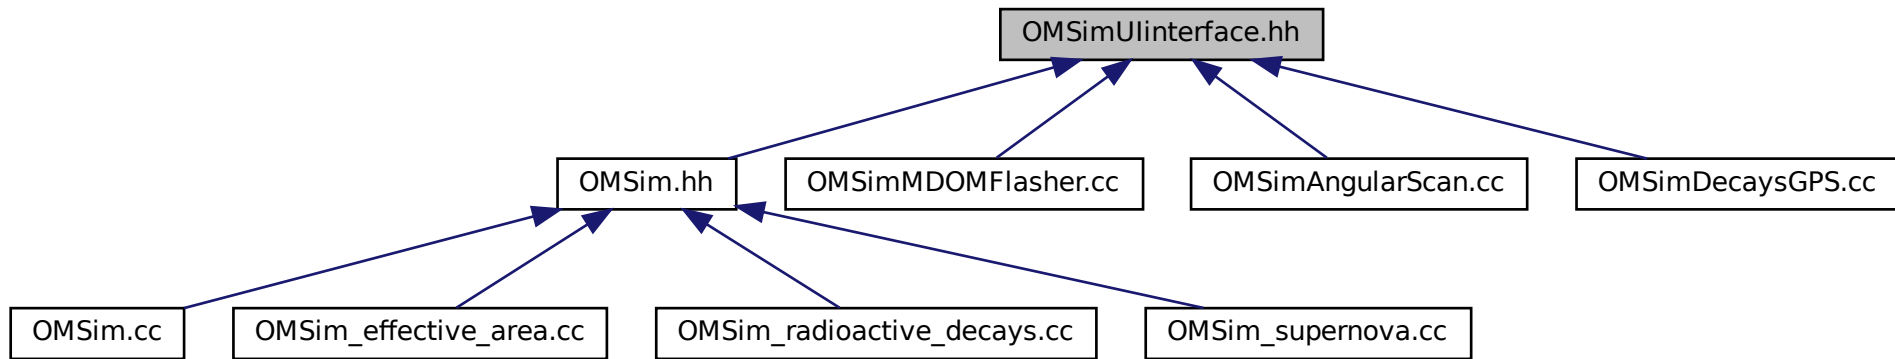 OMSimUIinterface.hh
OMSim.hh
OMSimMDOMFlasher.cc
OMSimAngularScan.cc
OMSimDecaysGPS.cc
OMSim.cc
OMSim_effective_area.cc
OMSim_radioactive_decays.cc
OMSim_supernova.cc